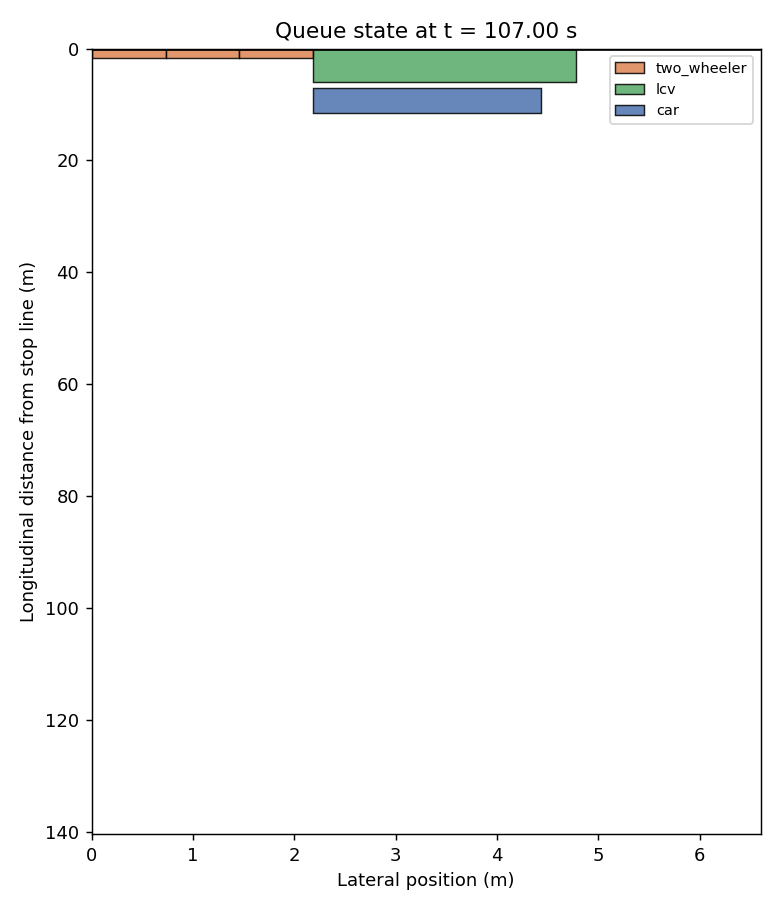 Queue state at t = 107.00 s
two_wheeler
lcv
car
0
20
40
60
80
100
120
140
Longitudinal distance from stop line (m)
0 1 2 3 4 5 6
Lateral position (m)